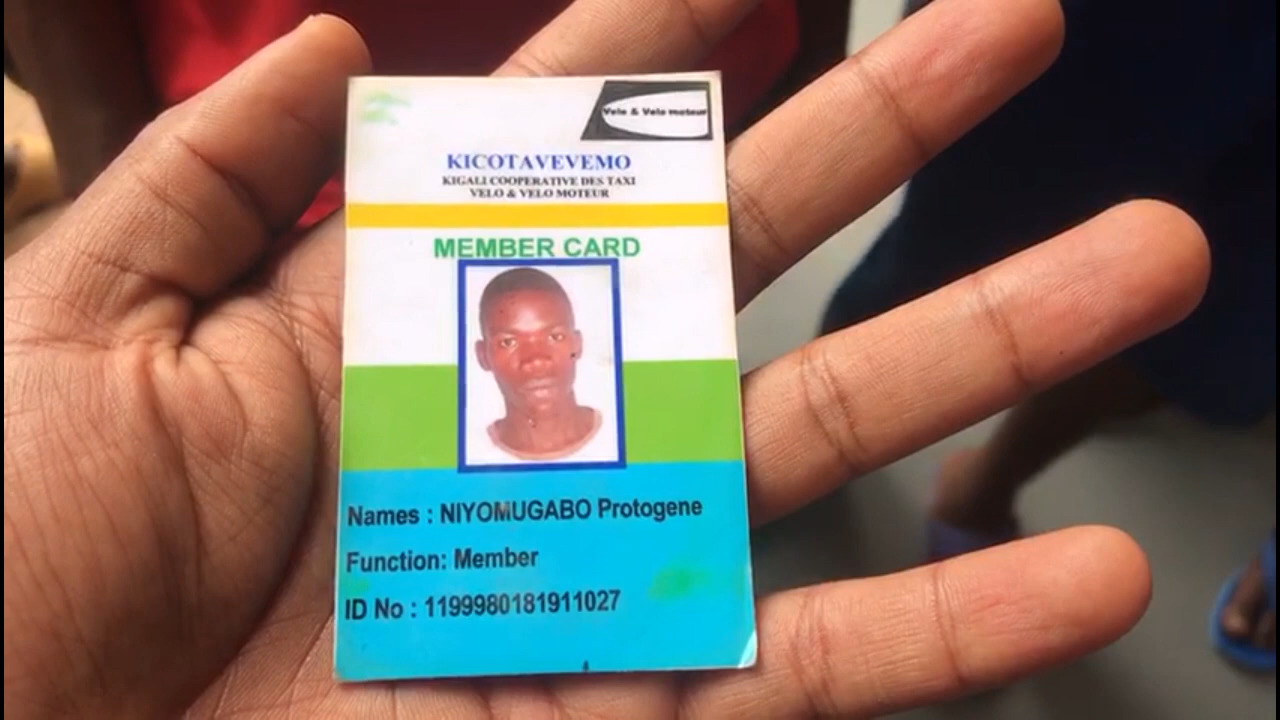 Velo & Velo moteur
KICOTAVEVEMO
KIGALI COOPERATIVE DES TAXI
VELO & VELO MOTEUR
MEMBER CARD
Names : NIYOMUGABO Protogene
Function: Member
ID No : 1199980181911027